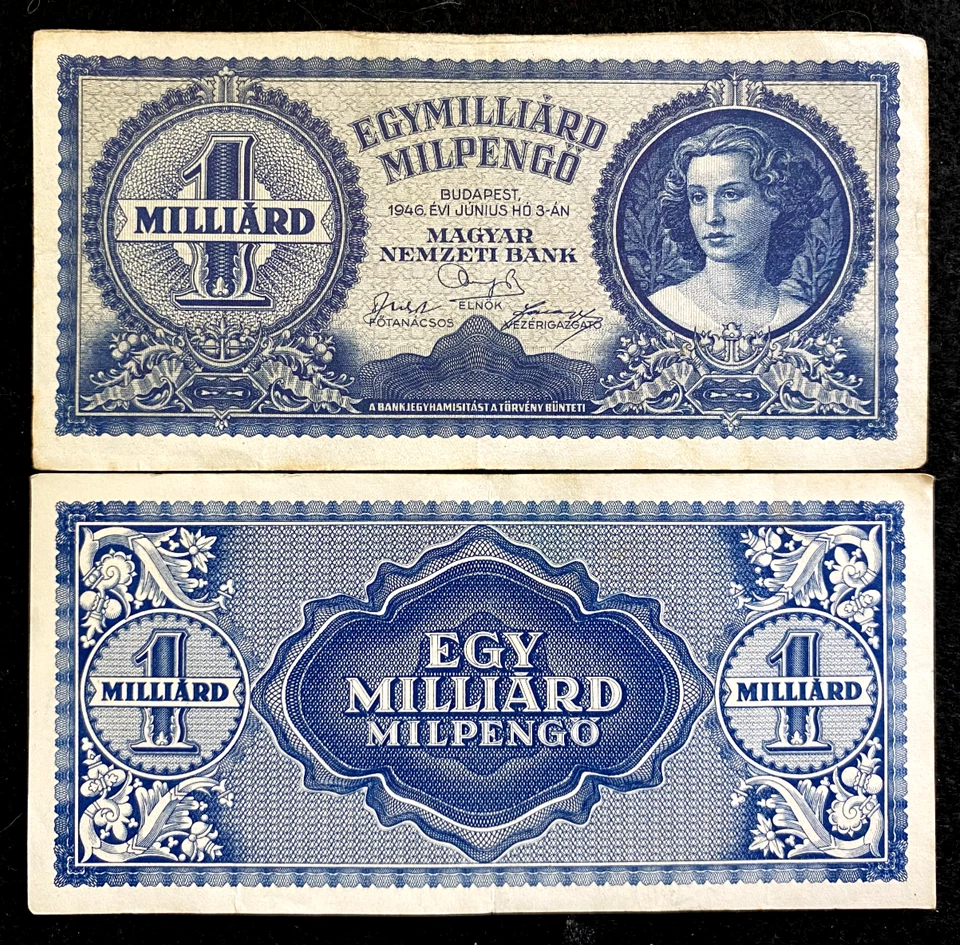 EGYMILLIÁRD
MILPENGŐ
1
MILLIÁRD
BUDAPEST,
1946. ÉVI JÚNIUS HÓ 3-ÁN
MAGYAR
NEMZETI BANK
ELNÖK
FŐTANÁCSOS VEZÉRIGAZGATÓ
A BANKJEGYHAMISITÁST A TÖRVÉNY BÜNTETI
1
MILLIÁRD
EGY
MILLIÁRD
MILPENGŐ
1
MILLIÁRD